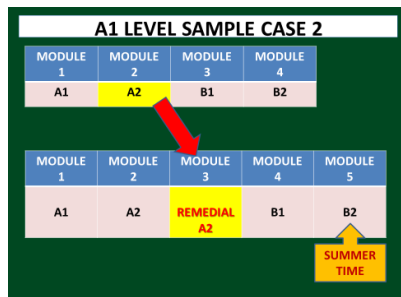 A1 LEVEL SAMPLE CASE 2
MODULE 1 MODULE 2 MODULE 3 MODULE 4
A1 A2 B1 B2
MODULE 1 MODULE 2 MODULE 3 MODULE 4 MODULE 5
A1 A2 REMEDIAL A2 B1 B2
SUMMER TIME